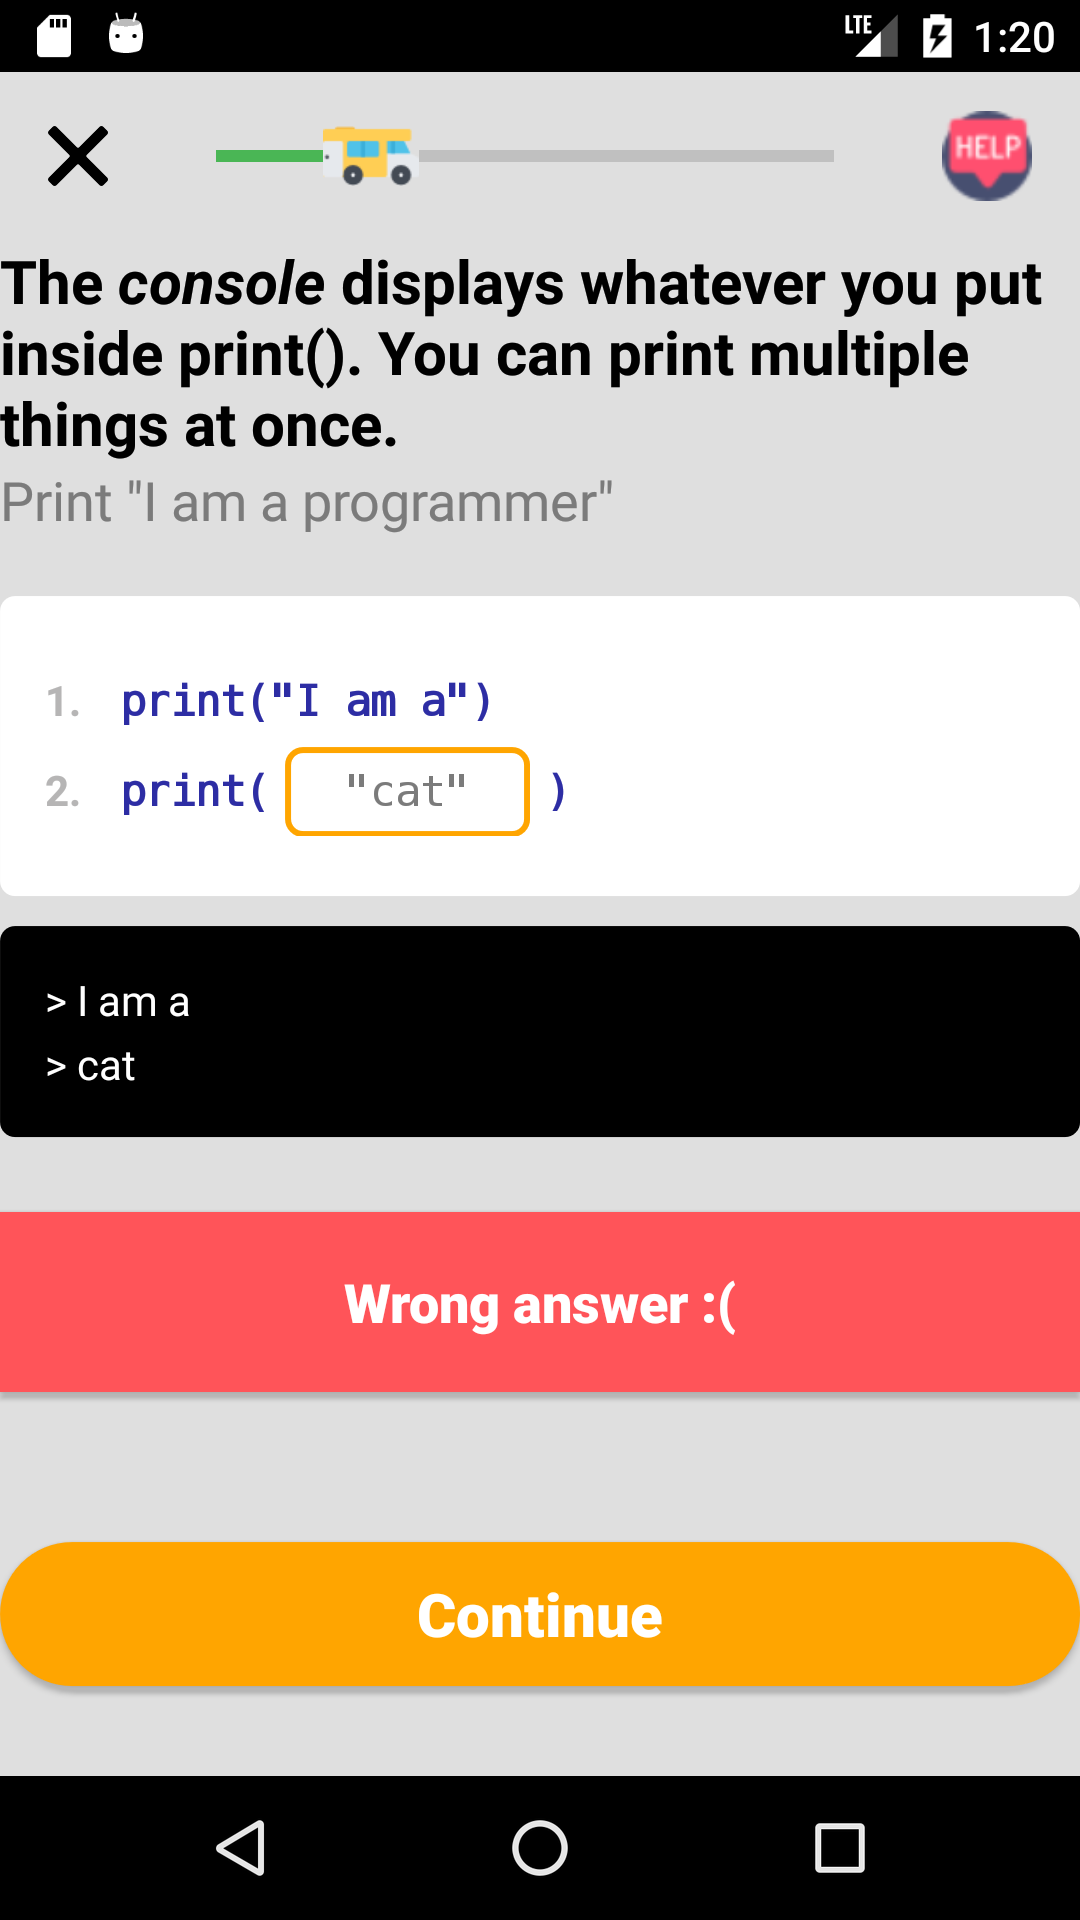 LTE 1:20
HELP
The console displays whatever you put
inside print(). You can print multiple
things at once.
Print "I am a programmer"
1. print("I am a")
2. print( "cat" )
> I am a
> cat
Wrong answer :(
Continue